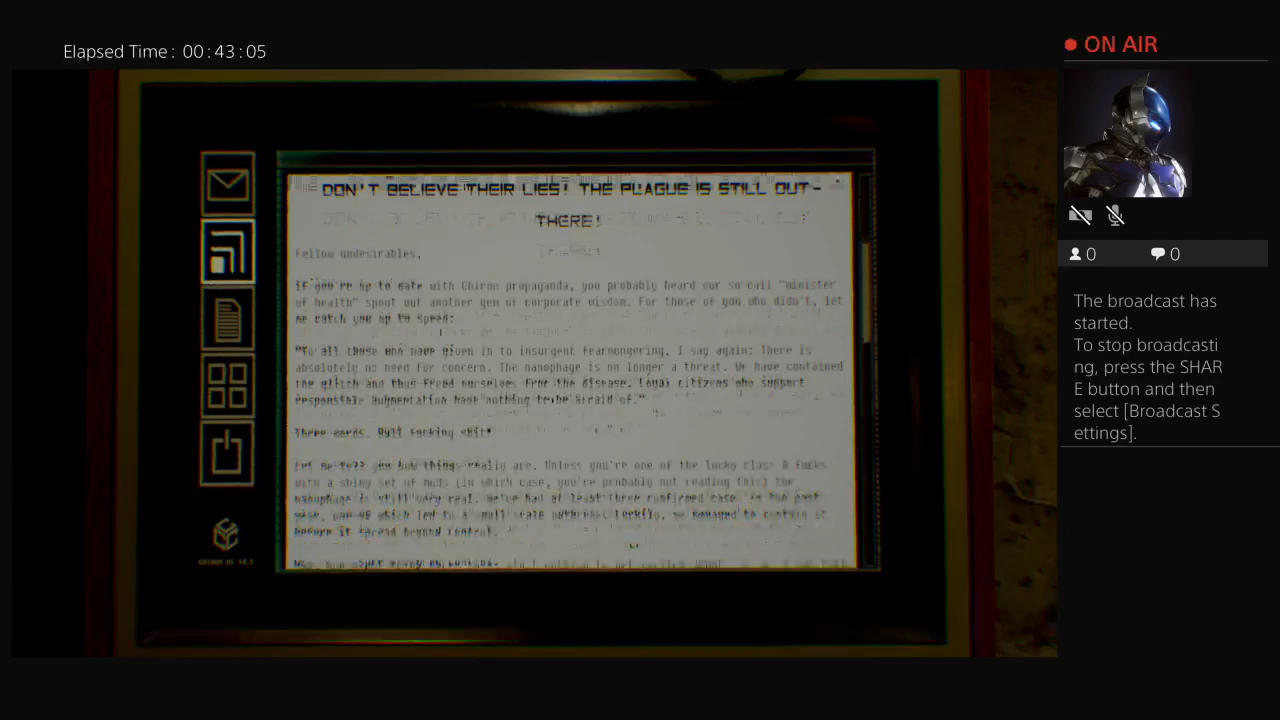 Elapsed Time: 00:43:05
ON AIR
0 0
The broadcast has
started.
To stop broadcasti
ng, press the SHAR
E button and then
select [Broadcast S
ettings].
DON'T BELIEVE THEIR LIES! THE PLAGUE IS STILL OUT-
THERE!
Fellow undesirables,
If you're up to date with Chiron propaganda, you probably heard our so-call "minister
of health" spout out another gem of corporate wisdom. For those of you who didn't, let
me catch you up to speed:
"To all those who have given in to insurgent fearmongering, I say again: There is
absolutely no need for concern. The nanophage is no longer a threat. We have contained
the glitch and thus freed ourselves from the disease. Loyal citizens who support
responsible augmentation have nothing to be afraid of."
Three words. Bull fucking shit.
Let me tell you how things really are. Unless you're one of the lucky class B fucks
with a shiny set of mods (in which case, you're probably not reading this) the
nanophage is still very real. We've had at least three confirmed case in the past
one of which led to a small scale to contain it
before it spread beyond control.